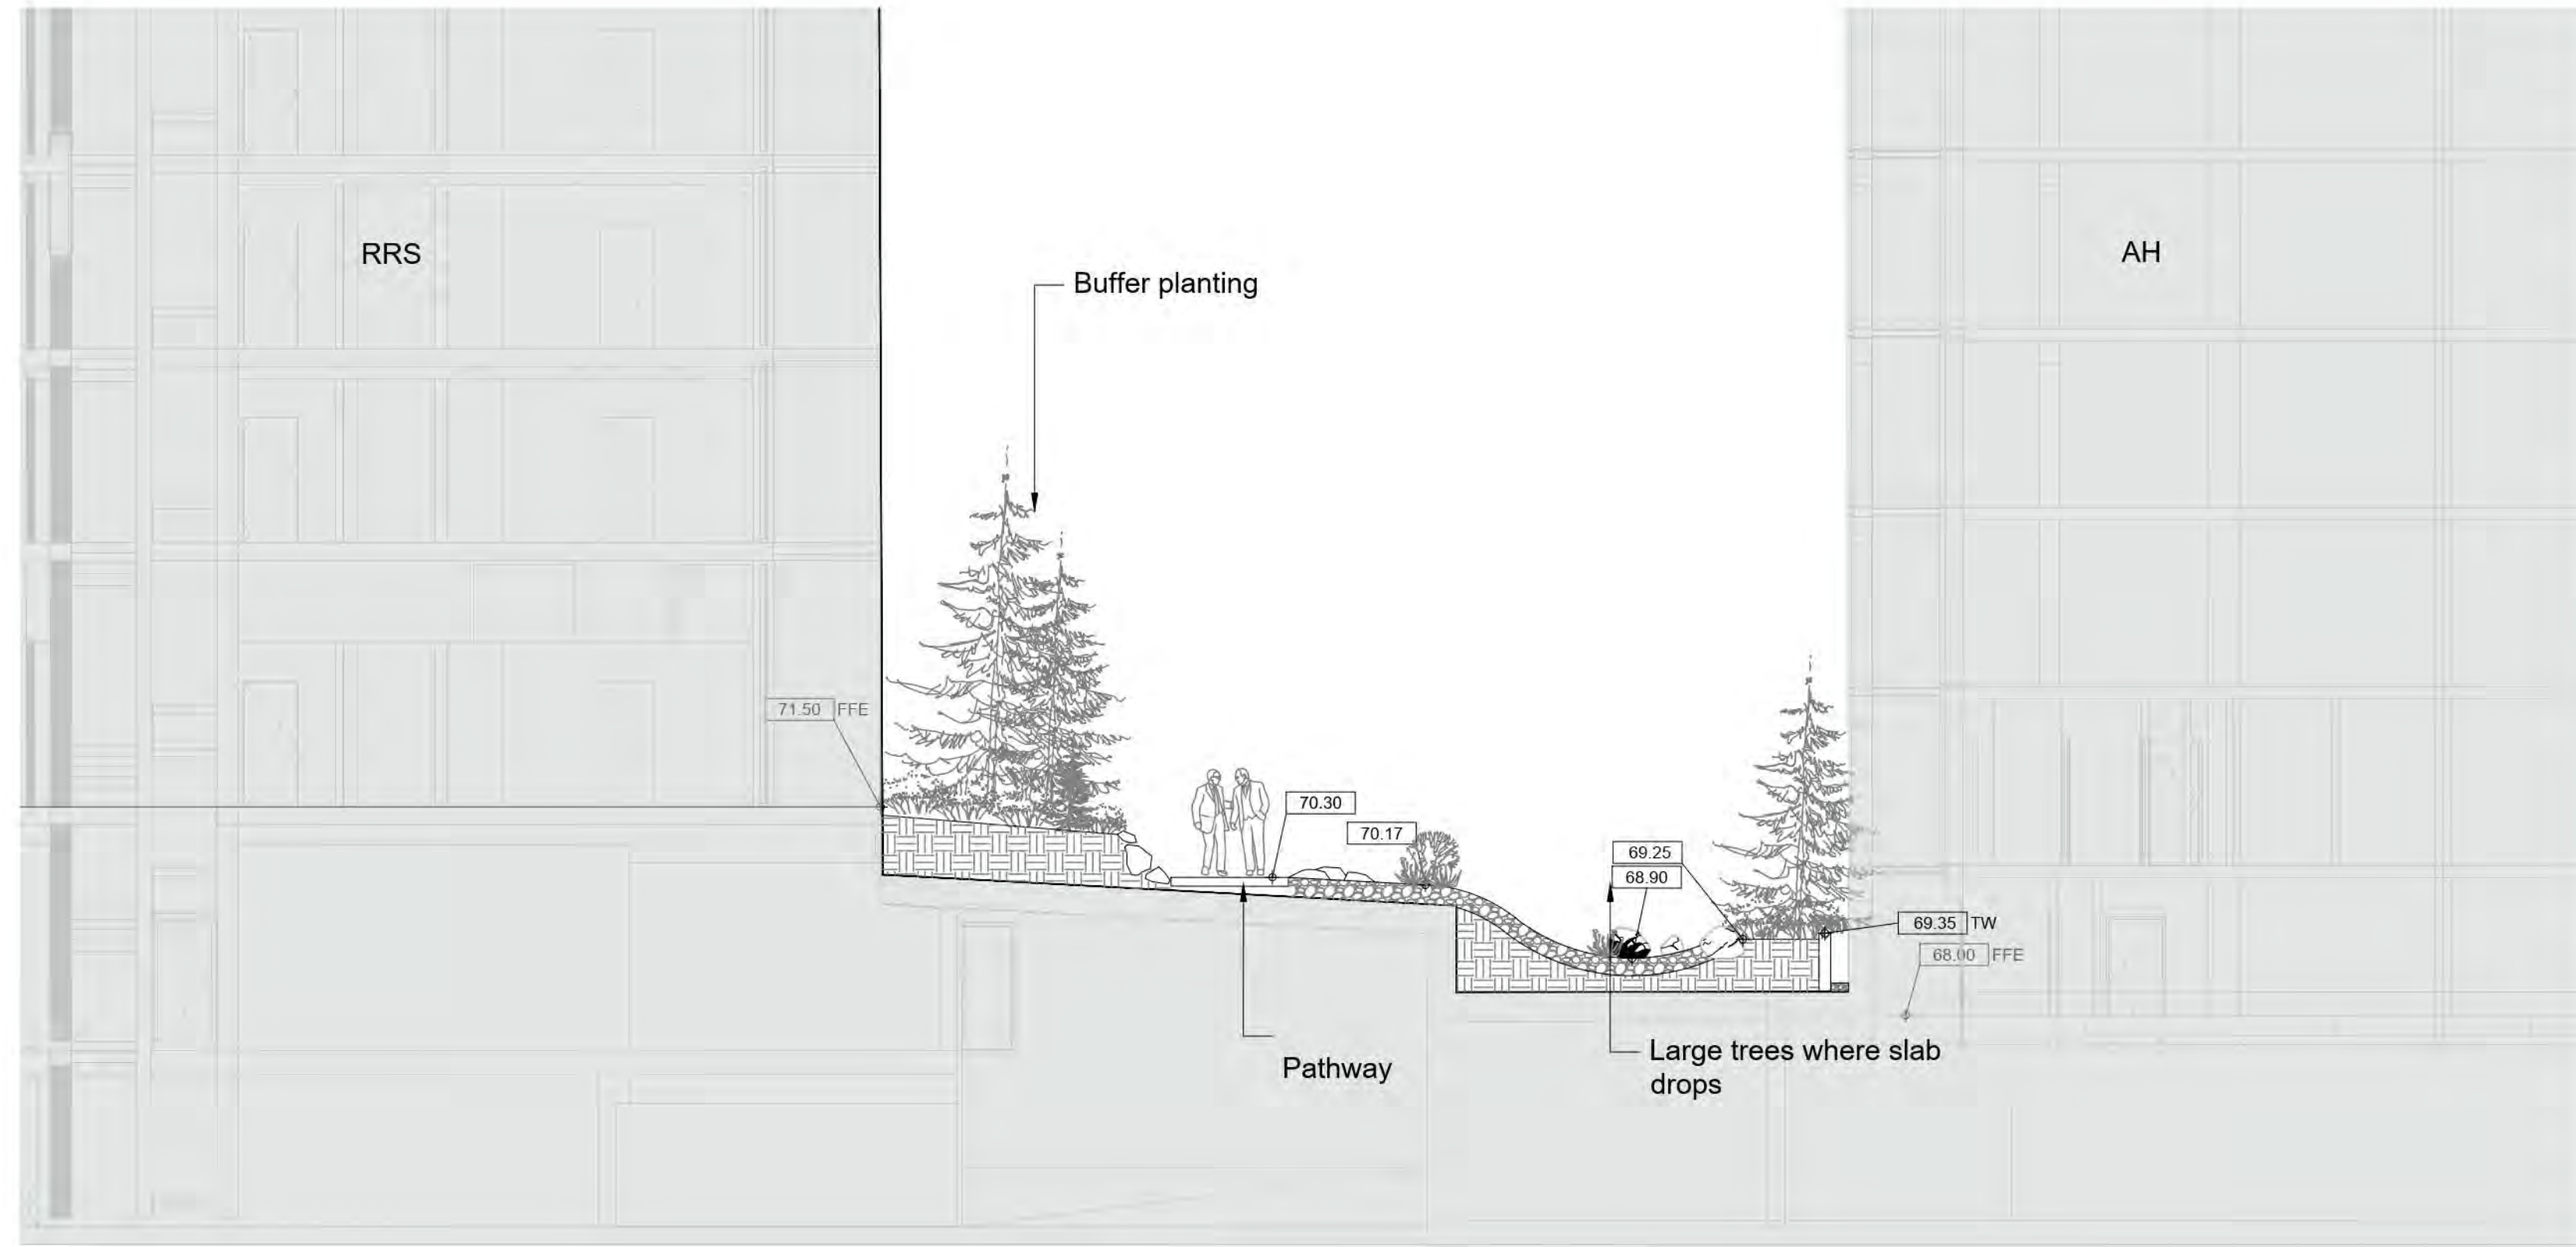 RRS
AH
Buffer planting
71.50 FFE
70.30
70.17
69.25
68.90
69.35 TW
68.00 FFE
Pathway
Large trees where slab
drops